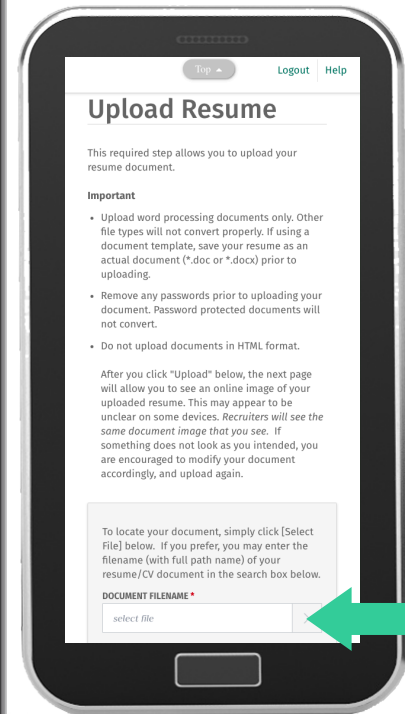 Top ▲
Logout Help
Upload Resume
This required step allows you to upload your
resume document.
Important
• Upload word processing documents only. Other
file types will not convert properly. If using a
document template, save your resume as an
actual document (*.doc or *.docx) prior to
uploading.
• Remove any passwords prior to uploading your
document. Password protected documents will
not convert.
• Do not upload documents in HTML format.
After you click "Upload" below, the next page
will allow you to see an online image of your
uploaded resume. This may appear to be
unclear on some devices. Recruiters will see the
same document image that you see. If
something does not look as you intended, you
are encouraged to modify your document
accordingly, and upload again.
To locate your document, simply click [Select
File] below. If you prefer, you may enter the
filename (with full path name) of your
resume/CV document in the search box below.
DOCUMENT FILENAME *
select file